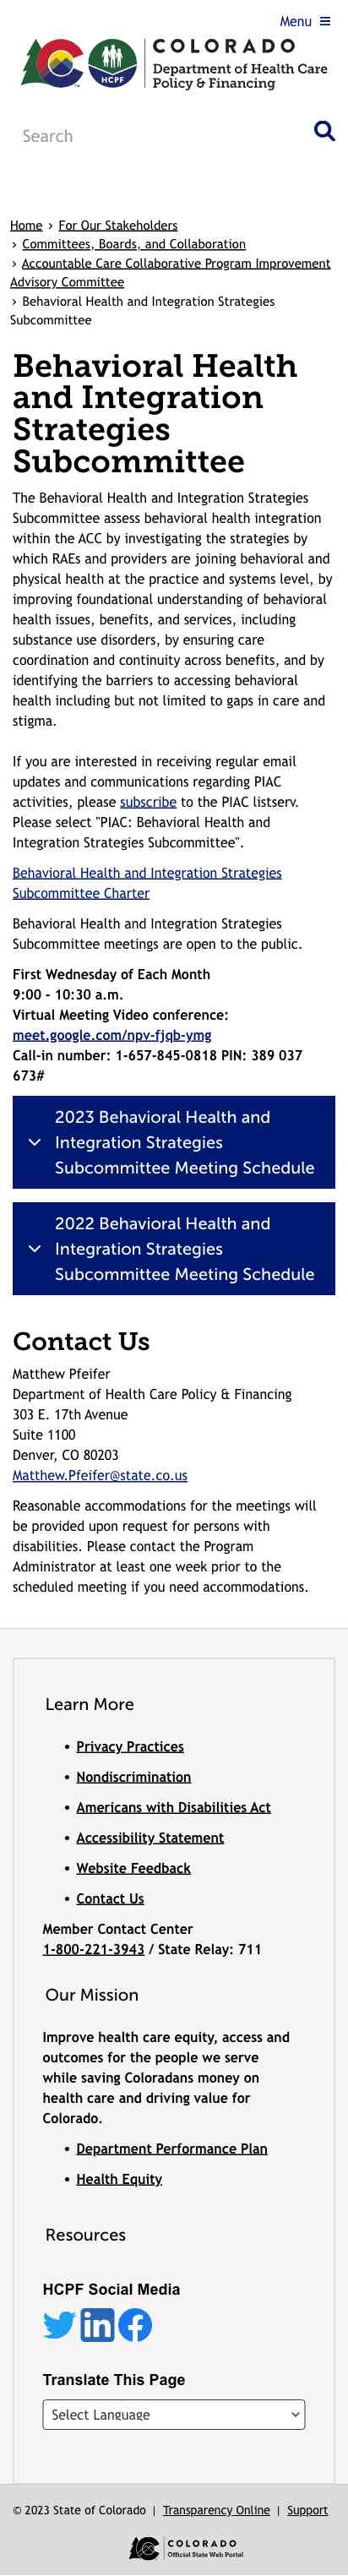 Menu
COLORADO
HCPF
Department of Health Care
Policy & Financing
Search
Home › For Our Stakeholders
› Committees, Boards, and Collaboration
› Accountable Care Collaborative Program Improvement
Advisory Committee
› Behavioral Health and Integration Strategies
Subcommittee
Behavioral Health
and Integration
Strategies
Subcommittee
The Behavioral Health and Integration Strategies
Subcommittee assess behavioral health integration
within the ACC by investigating the strategies by
which RAEs and providers are joining behavioral and
physical health at the practice and systems level, by
improving foundational understanding of behavioral
health issues, benefits, and services, including
substance use disorders, by ensuring care
coordination and continuity across benefits, and by
identifying the barriers to accessing behavioral
health including but not limited to gaps in care and
stigma.
If you are interested in receiving regular email
updates and communications regarding PIAC
activities, please subscribe to the PIAC listserv.
Please select "PIAC: Behavioral Health and
Integration Strategies Subcommittee".
Behavioral Health and Integration Strategies
Subcommittee Charter
Behavioral Health and Integration Strategies
Subcommittee meetings are open to the public.
First Wednesday of Each Month
9:00 - 10:30 a.m.
Virtual Meeting Video conference:
meet.google.com/npv-fjqb-ymg
Call-in number: 1-657-845-0818 PIN: 389 037
673#
2023 Behavioral Health and
Integration Strategies
Subcommittee Meeting Schedule
2022 Behavioral Health and
Integration Strategies
Subcommittee Meeting Schedule
Contact Us
Matthew Pfeifer
Department of Health Care Policy & Financing
303 E. 17th Avenue
Suite 1100
Denver, CO 80203
Matthew.Pfeifer@state.co.us
Reasonable accommodations for the meetings will
be provided upon request for persons with
disabilities. Please contact the Program
Administrator at least one week prior to the
scheduled meeting if you need accommodations.
Learn More
• Privacy Practices
• Nondiscrimination
• Americans with Disabilities Act
• Accessibility Statement
• Website Feedback
• Contact Us
Member Contact Center
1-800-221-3943 / State Relay: 711
Our Mission
Improve health care equity, access and
outcomes for the people we serve
while saving Coloradans money on
health care and driving value for
Colorado.
• Department Performance Plan
• Health Equity
Resources
HCPF Social Media
Translate This Page
Select Language
© 2023 State of Colorado | Transparency Online | Support
COLORADO
Official State Web Portal